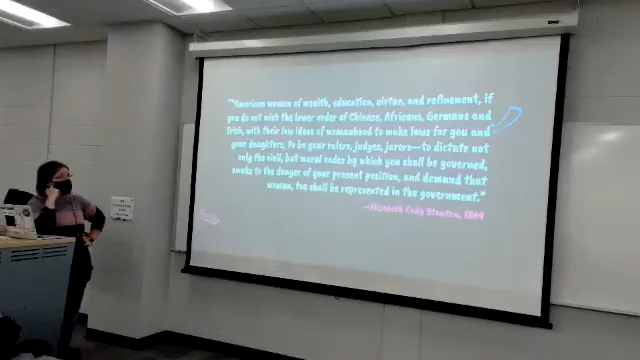 "American women of wealth, education, virtue, and refinement, if
you do not wish the lower order of Chinese, Africans, Germans and
Irish, with their low ideas of womanhood to make laws for you and
your daughters, to be your rulers, judges, jurors—to dictate not
only the civil, but moral codes by which you shall be governed,
awake to the danger of your present position, and demand that
woman, too shall be represented in the government."
—Elizabeth Cady Stanton, 1869